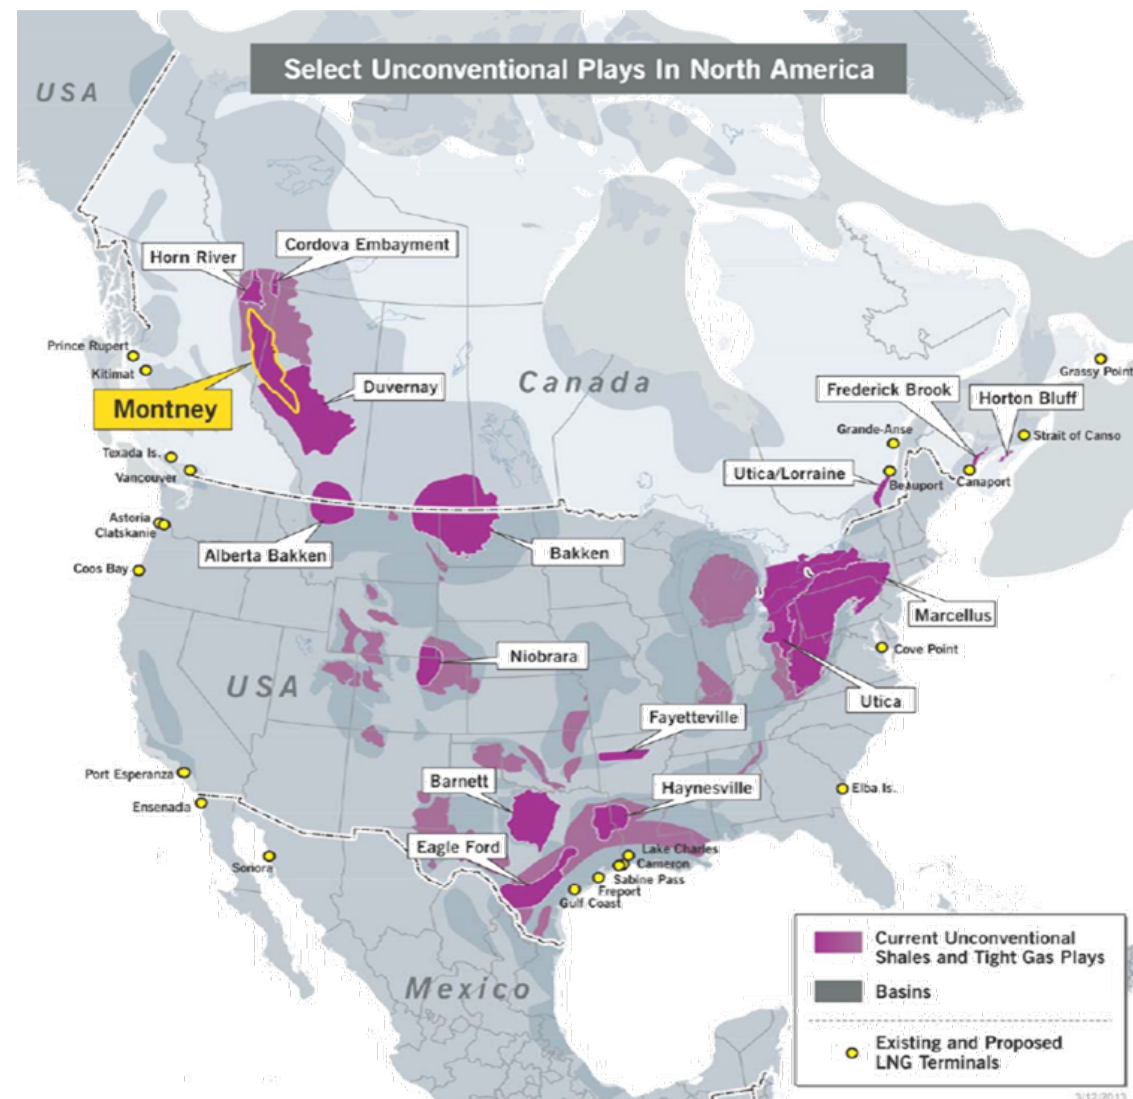 Select Unconventional Plays In North America
USA
Cordova Embayment
Horn River
Prince Rupert
Kitimat
Montney
Duvernay
Canada
Grassy Point
Frederick Brook
Horton Bluff
Grande-Anse
Strait of Canso
Utica/Lorraine
Beauport
Canaport
Texada Is.
Vancouver
Astoria
Clatskanie
Alberta Bakken
Bakken
Coos Bay
Marcellus
Cove Point
Niobrara
USA
Utica
Fayetteville
Port Esperanza
Ensenada
Barnett
Haynesville
Elba Is.
Eagle Ford
Lake Charles
Cameron
Sabine Pass
Freport
Gulf Coast
Sonora
Mexico
Current Unconventional
Shales and Tight Gas Plays
Basins
Existing and Proposed
LNG Terminals
3/12/2013